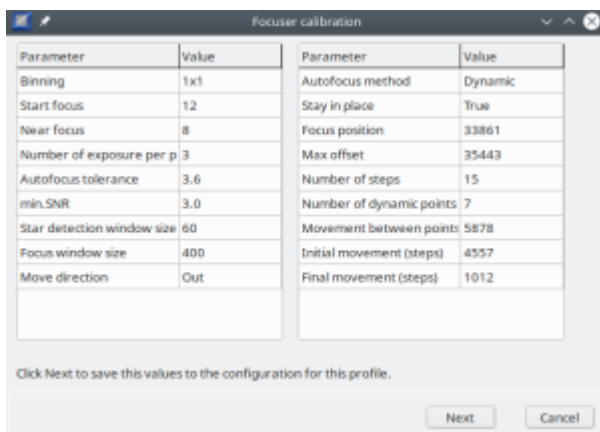 Focuser calibration
Parameter Value
Binning 1x1
Start focus 12
Near focus 8
Number of exposure per p 3
Autofocus tolerance 3.6
min.SNR 3.0
Star detection window size 60
Focus window size 400
Move direction Out
Parameter Value
Autofocus method Dynamic
Stay in place True
Focus position 33861
Max offset 35443
Number of steps 15
Number of dynamic points 7
Movement between points 5878
Initial movement (steps) 4557
Final movement (steps) 1012
Click Next to save this values to the configuration for this profile.
Next Cancel